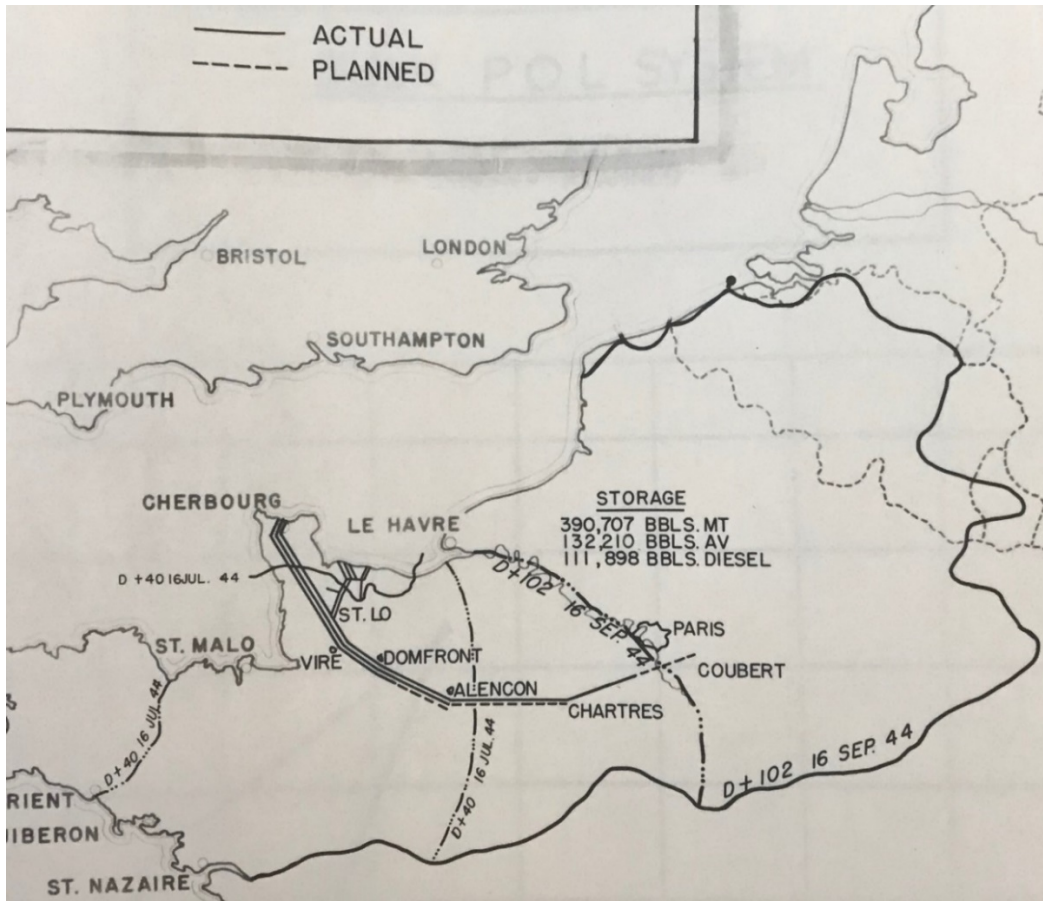 ACTUAL
PLANNED
POL SYSTEM
BRISTOL
LONDON
SOUTHAMPTON
PLYMOUTH
CHERBOURG
LE HAVRE
STORAGE
390,707 BBLS. MT
132,210 BBLS. AV
111,898 BBLS. DIESEL
D +40 16 JUL. 44
D+102 16 SEP. 44
ST. LO
PARIS
ST. MALO
VIRE
DOMFRONT
COUBERT
ALENCON
CHARTRES
D+40 16 JUL. 44
D+40 16 JUL. 44
D+102 16 SEP. 44
RIENT
IBERON
ST. NAZAIRE